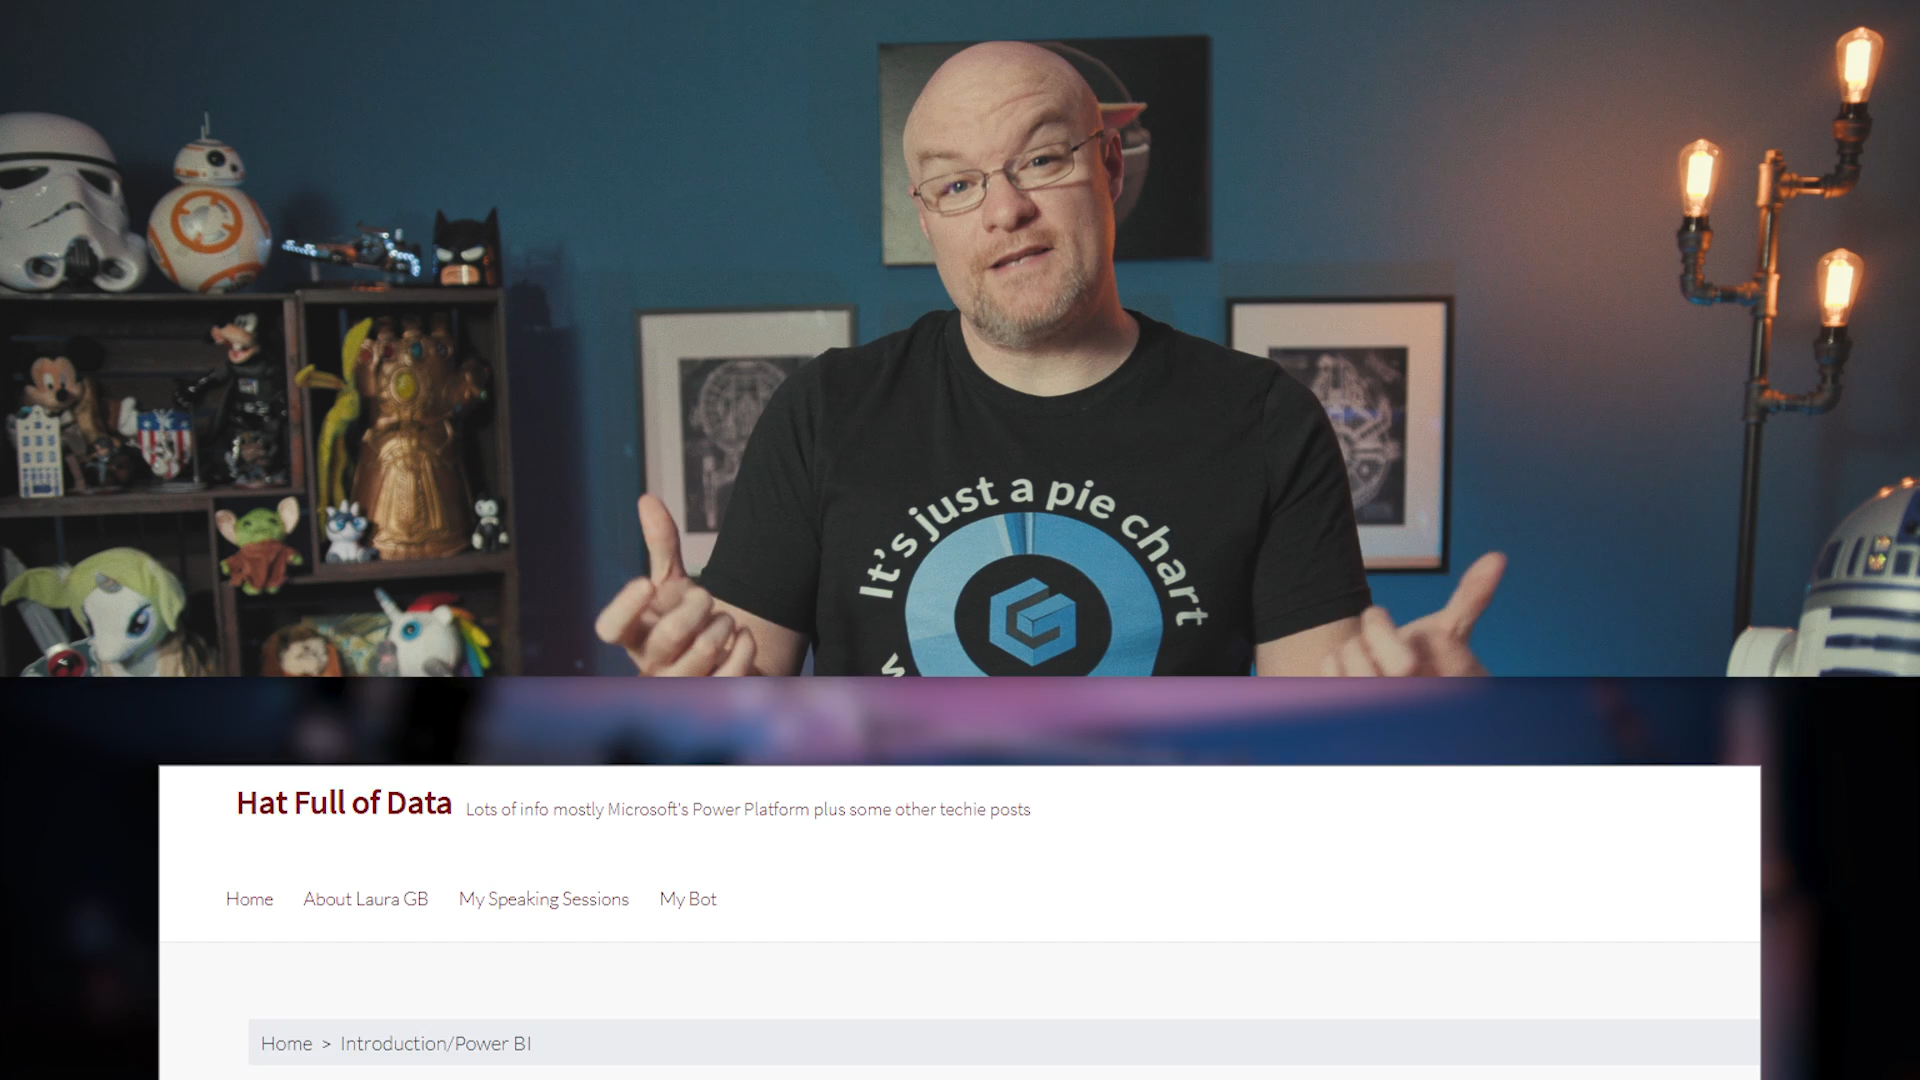 It's just a pie chart
Hat Full of Data Lots of info mostly Microsoft's Power Platform plus some other techie posts
Home About Laura GB My Speaking Sessions My Bot
Home > Introduction/Power BI